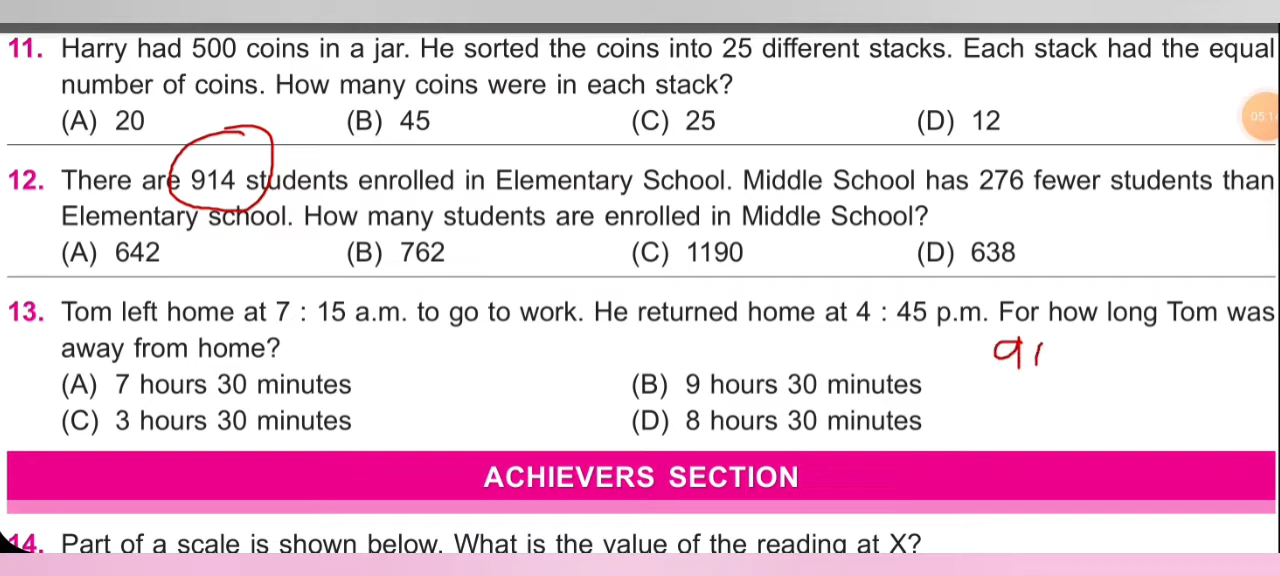 11. Harry had 500 coins in a jar. He sorted the coins into 25 different stacks. Each stack had the equal
number of coins. How many coins were in each stack?
(A) 20 (B) 45 (C) 25 (D) 12
12. There are 914 students enrolled in Elementary School. Middle School has 276 fewer students than
Elementary school. How many students are enrolled in Middle School?
(A) 642 (B) 762 (C) 1190 (D) 638
13. Tom left home at 7 : 15 a.m. to go to work. He returned home at 4 : 45 p.m. For how long Tom was
away from home?
91
(A) 7 hours 30 minutes (B) 9 hours 30 minutes
(C) 3 hours 30 minutes (D) 8 hours 30 minutes
ACHIEVERS SECTION
14. Part of a scale is shown below. What is the value of the reading at X?